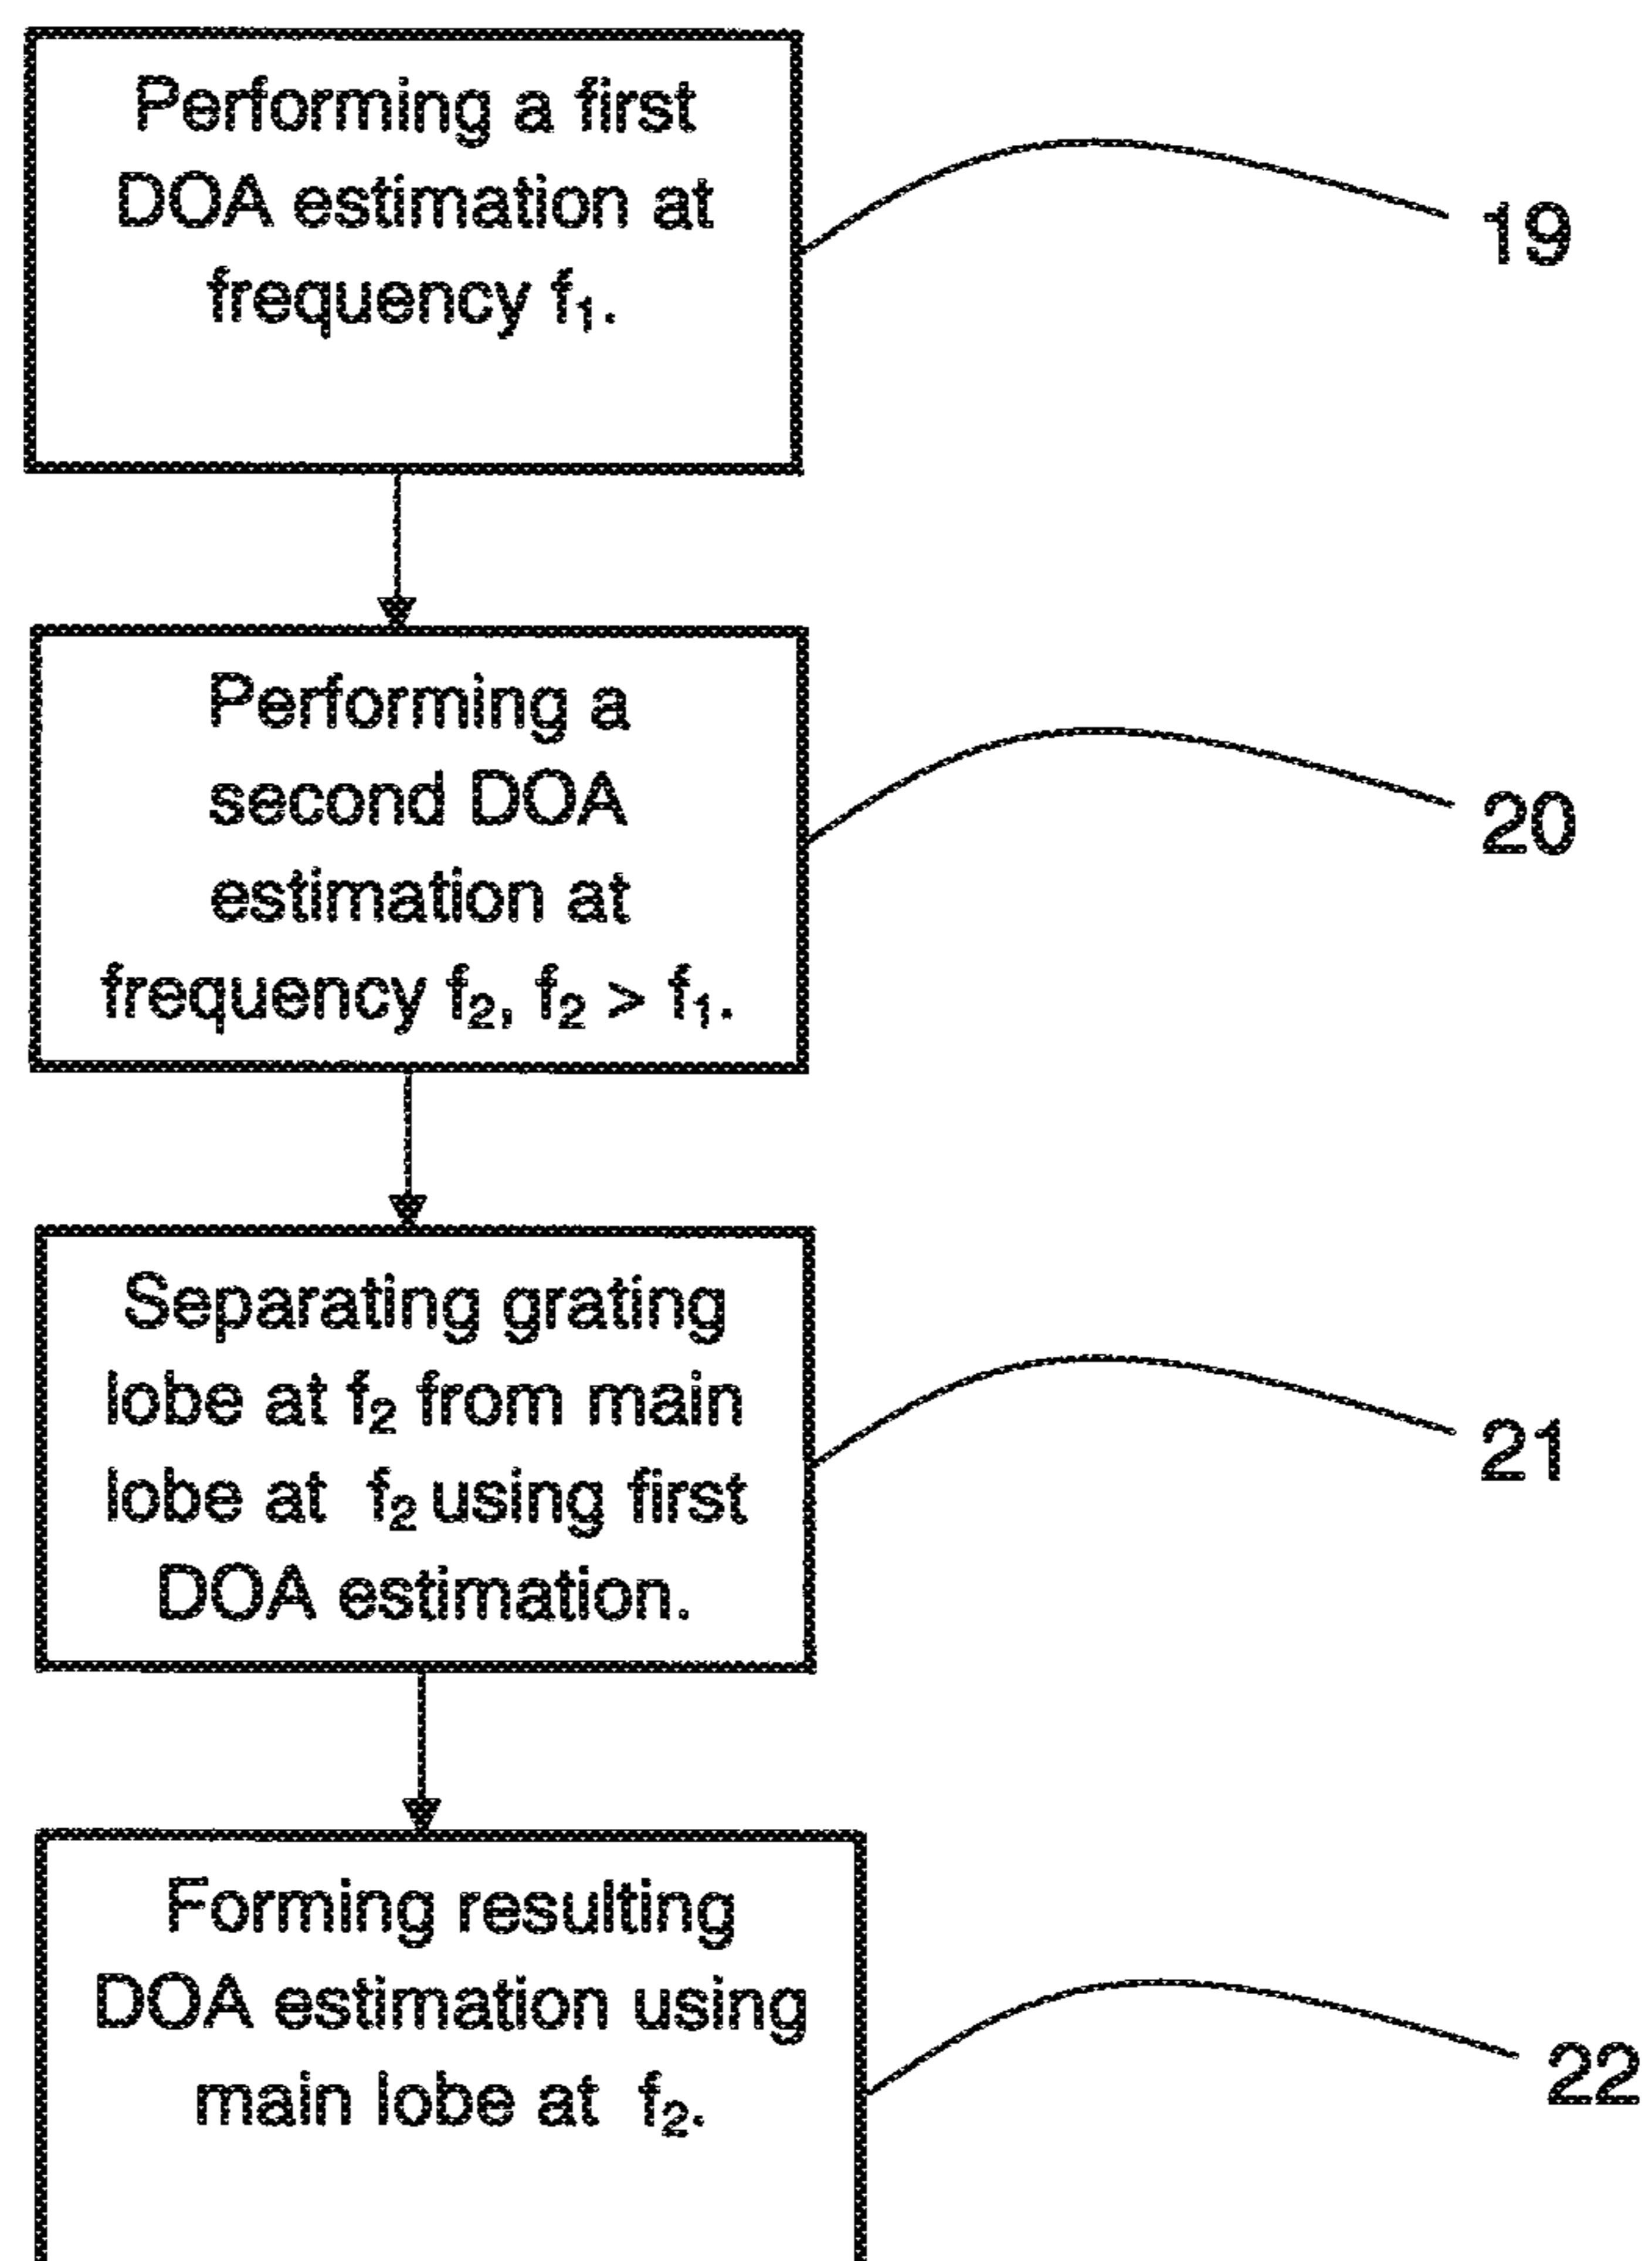 Performing a first
DOA estimation at
frequency f₁.
19
Performing a
second DOA
estimation at
frequency f₂, f₂ > f₁.
20
Separating grating
lobe at f₂ from main
lobe at f₂ using first
DOA estimation.
21
Forming resulting
DOA estimation using
main lobe at f₂.
22